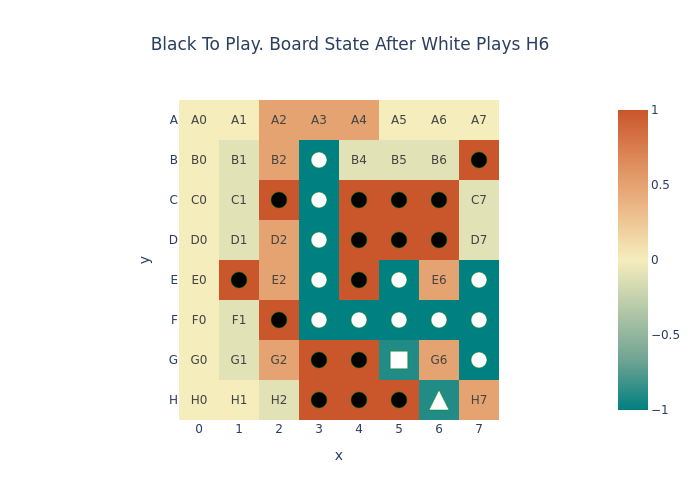 Black To Play. Board State After White Plays H6
A A0 A1 A2 A3 A4 A5 A6 A7
B B0 B1 B2 B4 B5 B6
C C0 C1 C7
D D0 D1 D2 D7
E E0 E2 E6
F F0 F1
G G0 G1 G2 G6
H H0 H1 H2 H7
0 1 2 3 4 5 6 7
x
y
1
0.5
0
−0.5
−1